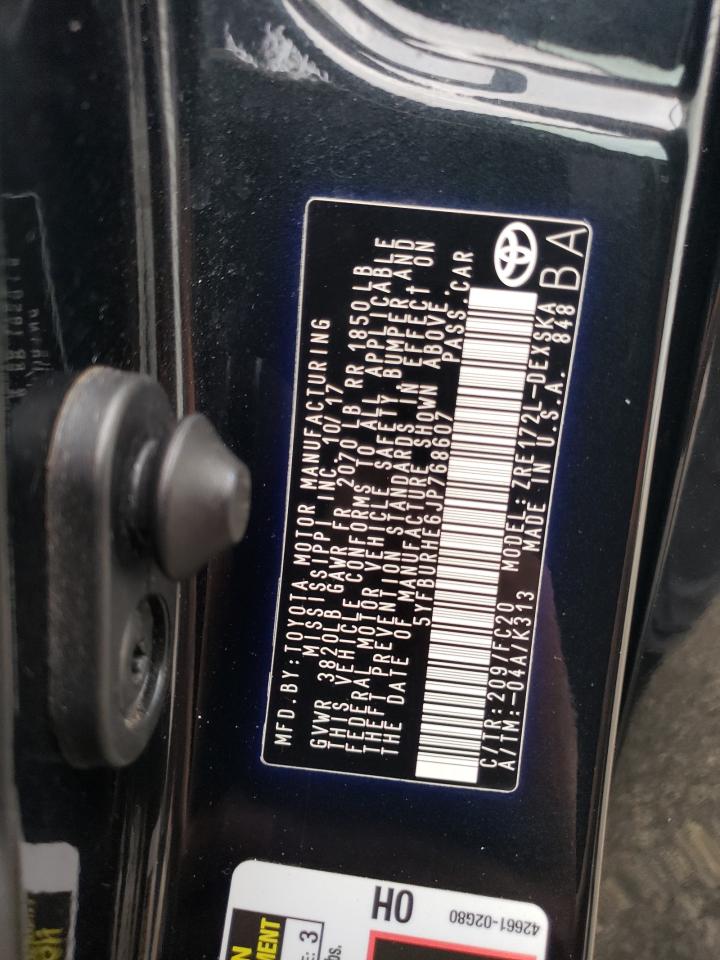 MFD.BY:TOYOTA MOTOR MANUFACTURING
MISSISSIPPI INC. 10/17
GVWR 3820LB GAWR FR 2070 LB RR 1850 LB
THIS VEHICLE CONFORMS TO ALL APPLICABLE
FEDERAL MOTOR VEHICLE SAFETY, BUMPER, AND
THEFT PREVENTION STANDARDS IN EFFECT ON
THE DATE OF MANUFACTURE SHOWN ABOVE.
5YFBURHE6JP768607 PASS.CAR
C/TR:209/FC20 MODEL:ZRE172L-DEXSKA
A/TM:-04A/K313 MADE IN U.S.A. 848
BA
OH
42661-02G80
3